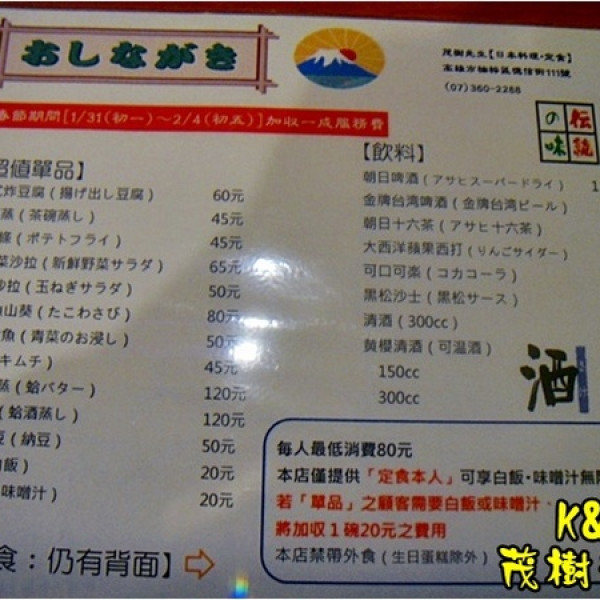 おしながき
茂樹先生【日本料理・定食】
高雄市楠梓區德信街111號
(07)360-2288
の伝
味統
春節期間[1/31(初一)～2/4(初五)]加收一成服務費
超值單品】
炸豆腐（揚げ出し豆腐） 60元
蒸（茶碗蒸し） 45元
條（ポテトフライ） 45元
菜沙拉（新鮮野菜サラダ） 65元
沙拉（玉ねぎサラダ） 50元
山葵（たこわさび） 80元
魚（青菜のお浸し） 50元
キムチ） 45元
蒸（蛤バター） 120元
（蛤酒蒸し） 120元
豆（納豆） 50元
飯） 20元
味噌汁） 20元
食：仍有背面】
【飲料】
朝日啤酒（アサヒスーパードライ） 1
金牌台湾啤酒（金牌台湾ビール）
朝日十六茶（アサヒ十六茶）
大西洋蘋果西打（りんごサイダー）
可口可楽（コカコーラ）
黑松沙士（黒松サース）
清酒（300cc）
黄櫻清酒（可温酒）
150cc
300cc
酒
每人最低消費80元
本店僅提供「定食本人」可享白飯・味噌汁無限
若「單品」之顧客需要白飯或味噌汁、
將加收１碗20元之費用
本店禁帶外食（生日蛋糕除外）
K&
茂樹